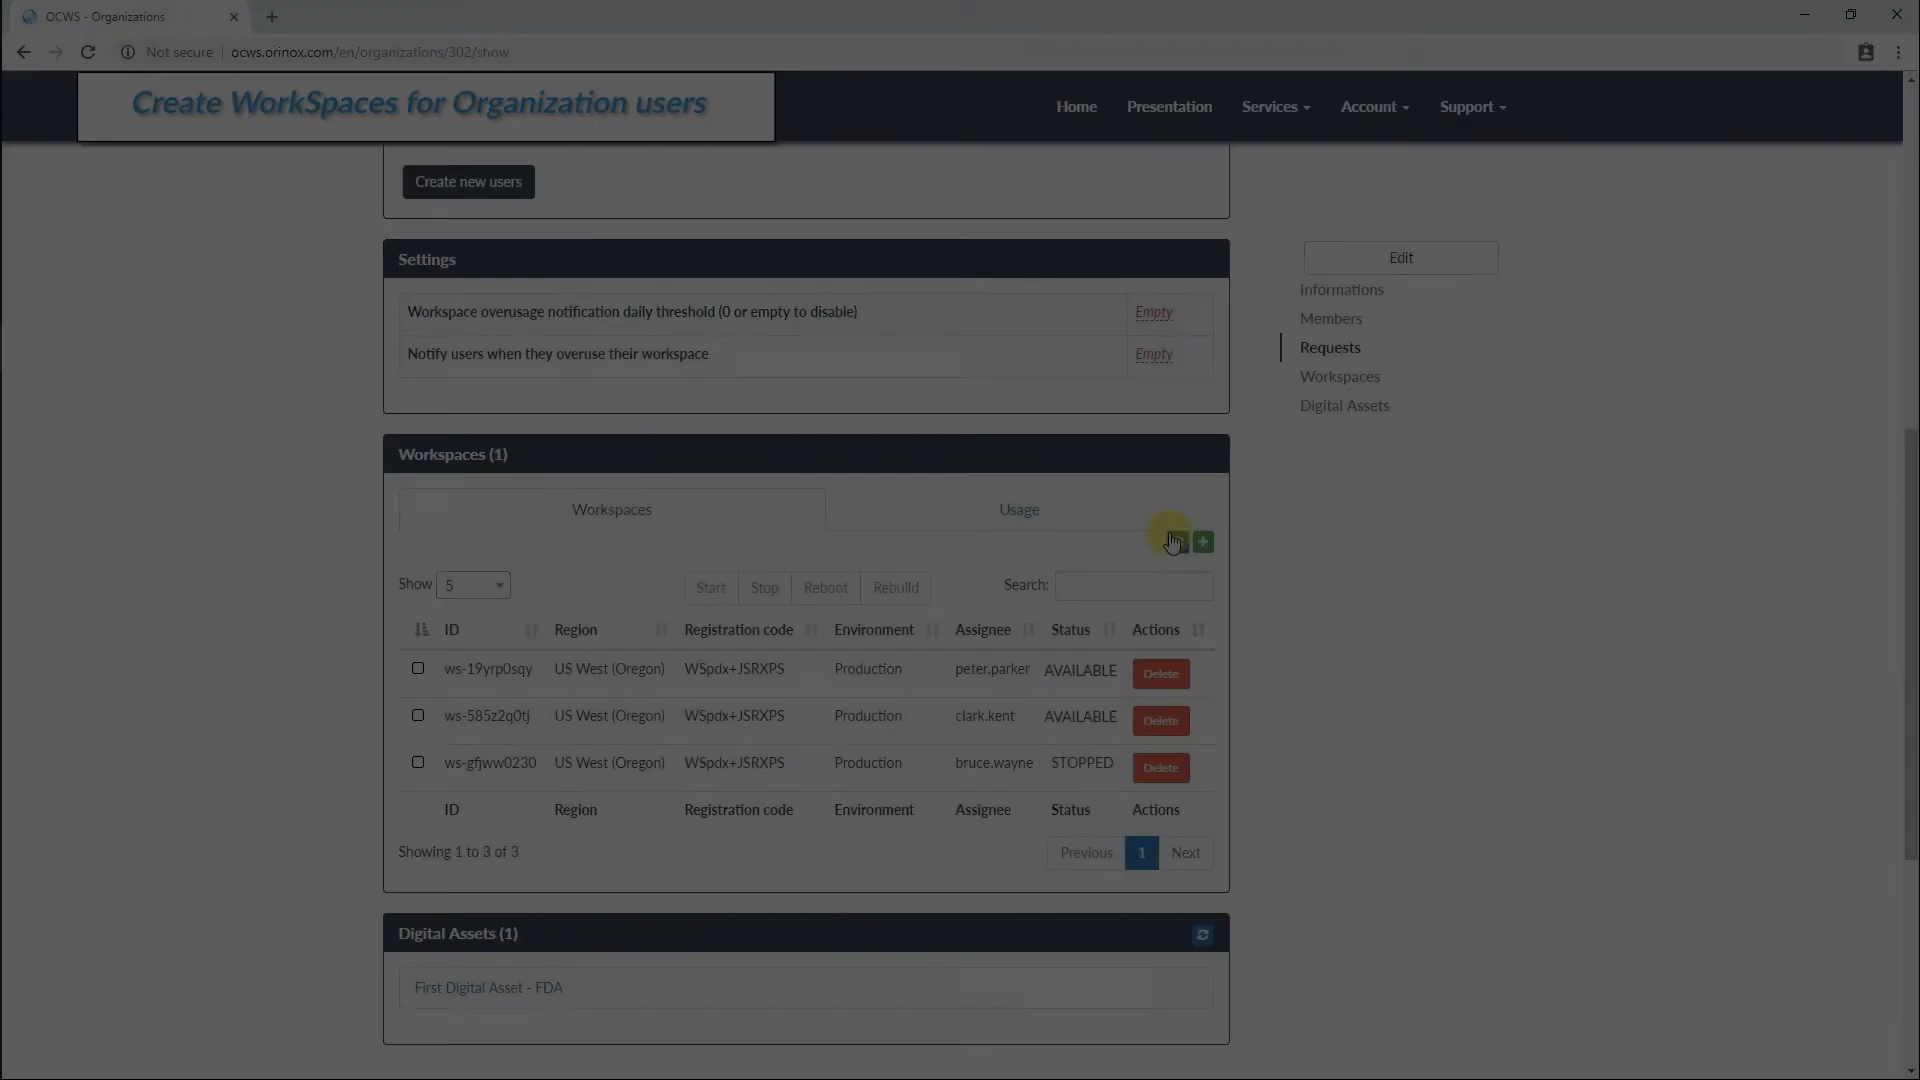 OCWS - Organizations
Not secure
ocws.orinox.com/en/organizations/302/show
Create WorkSpaces for Organization users
Home Presentation Services Account Support
Create new users
Settings
Workspace overusage notification daily threshold (0 or empty to disable) Empty
Notify users when they overuse their workspace Empty
Edit
Informations
Members
Requests
Workspaces
Digital Assets
Workspaces (1)
Workspaces Usage
Show 5 Start Stop Reboot Rebuild Search:
ID Region Registration code Environment Assignee Status Actions
ws-19yrp0sqy US West (Oregon) WSpdx+JSRXPS Production peter.parker AVAILABLE Delete
ws-585z2q0tj US West (Oregon) WSpdx+JSRXPS Production clark.kent AVAILABLE Delete
ws-gfjww0230 US West (Oregon) WSpdx+JSRXPS Production bruce.wayne STOPPED Delete
ID Region Registration code Environment Assignee Status Actions
Showing 1 to 3 of 3 Previous 1 Next
Digital Assets (1)
First Digital Asset - FDA